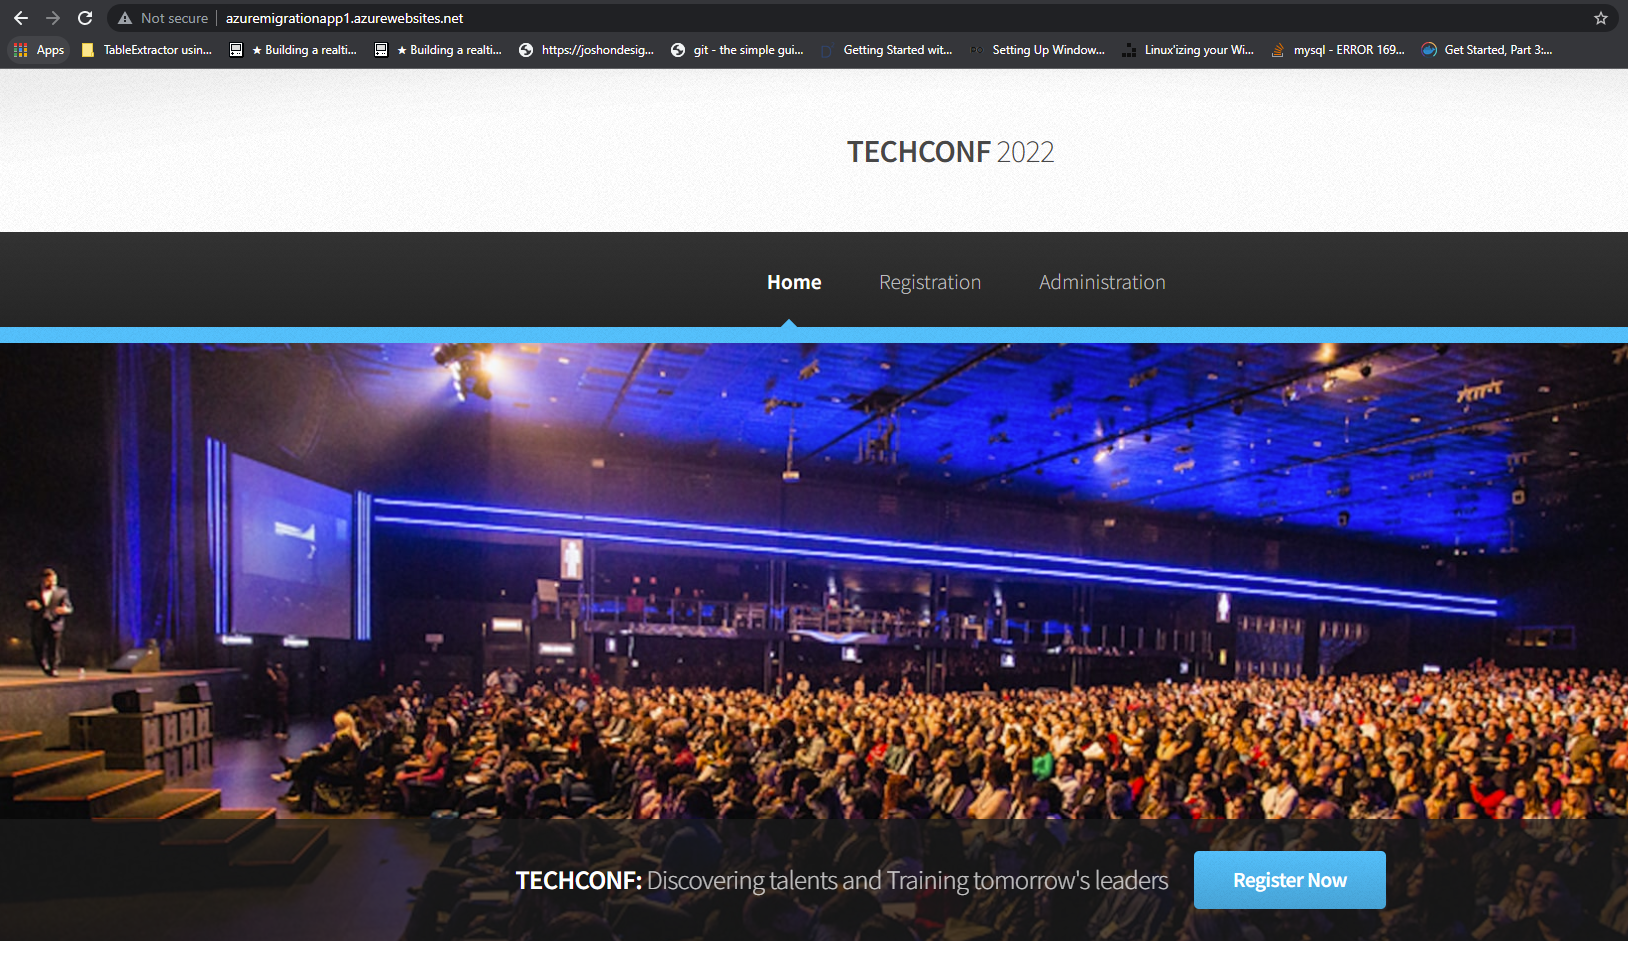 Not secure azuremigrationapp1.azurewebsites.net
Apps TableExtractor usin... ★ Building a realti... ★ Building a realti... https://joshondesig... git - the simple gui... Getting Started wit... Setting Up Window... Linux'izing your Wi... mysql - ERROR 169... Get Started, Part 3:...
TECHCONF 2022
Home Registration Administration
TECHCONF: Discovering talents and Training tomorrow's leaders Register Now